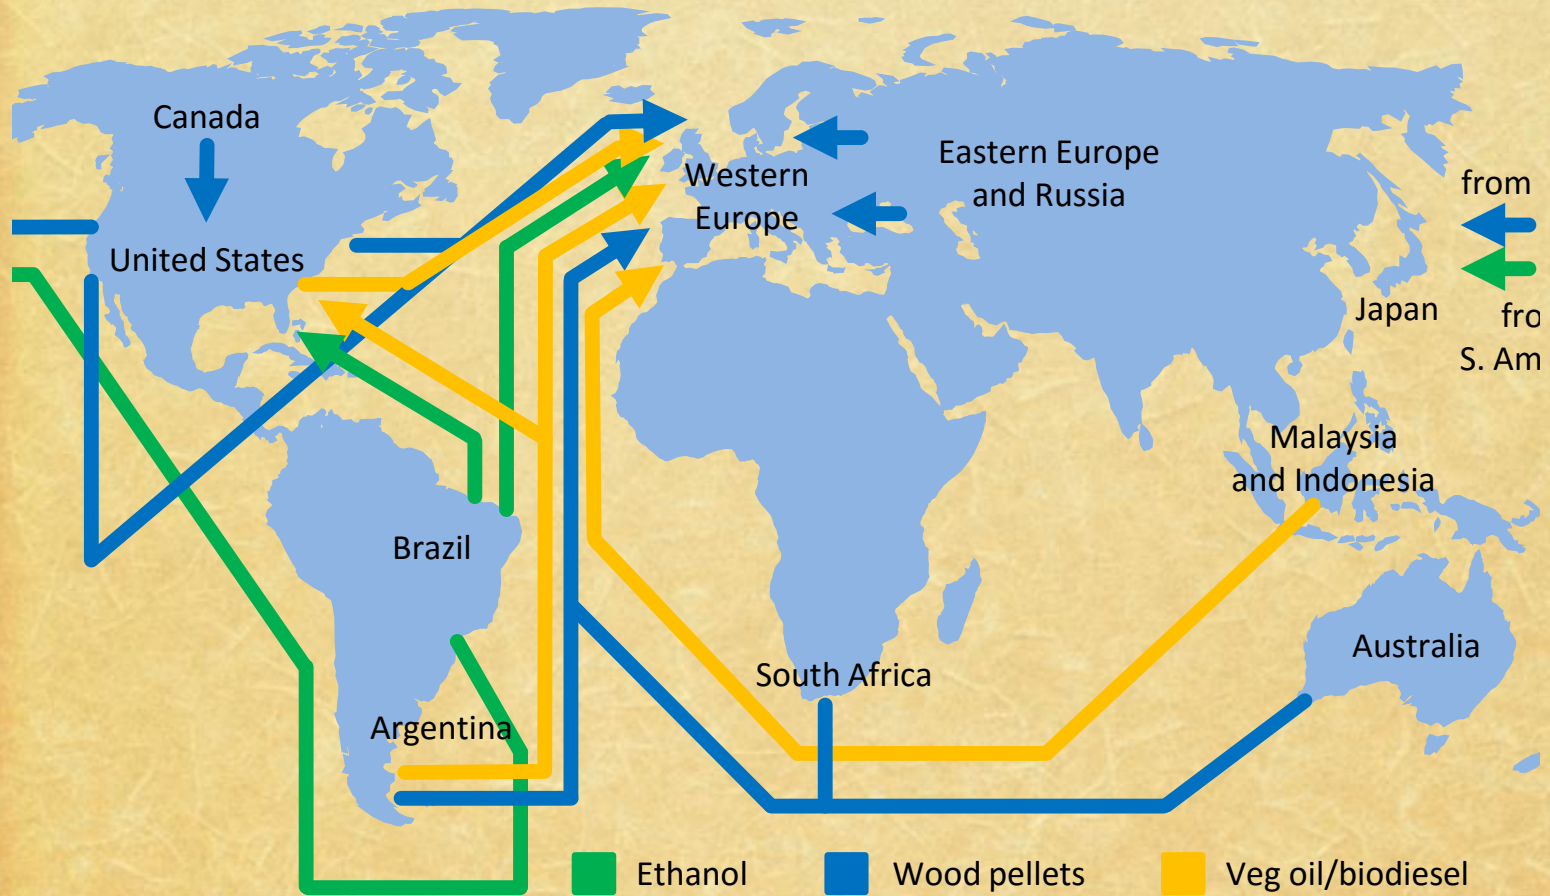 Canada
United States
Western
Europe
Eastern Europe
and Russia
from
Japan
fro
S. Am
Malaysia
and Indonesia
Brazil
Australia
South Africa
Argentina
Ethanol
Wood pellets
Veg oil/biodiesel